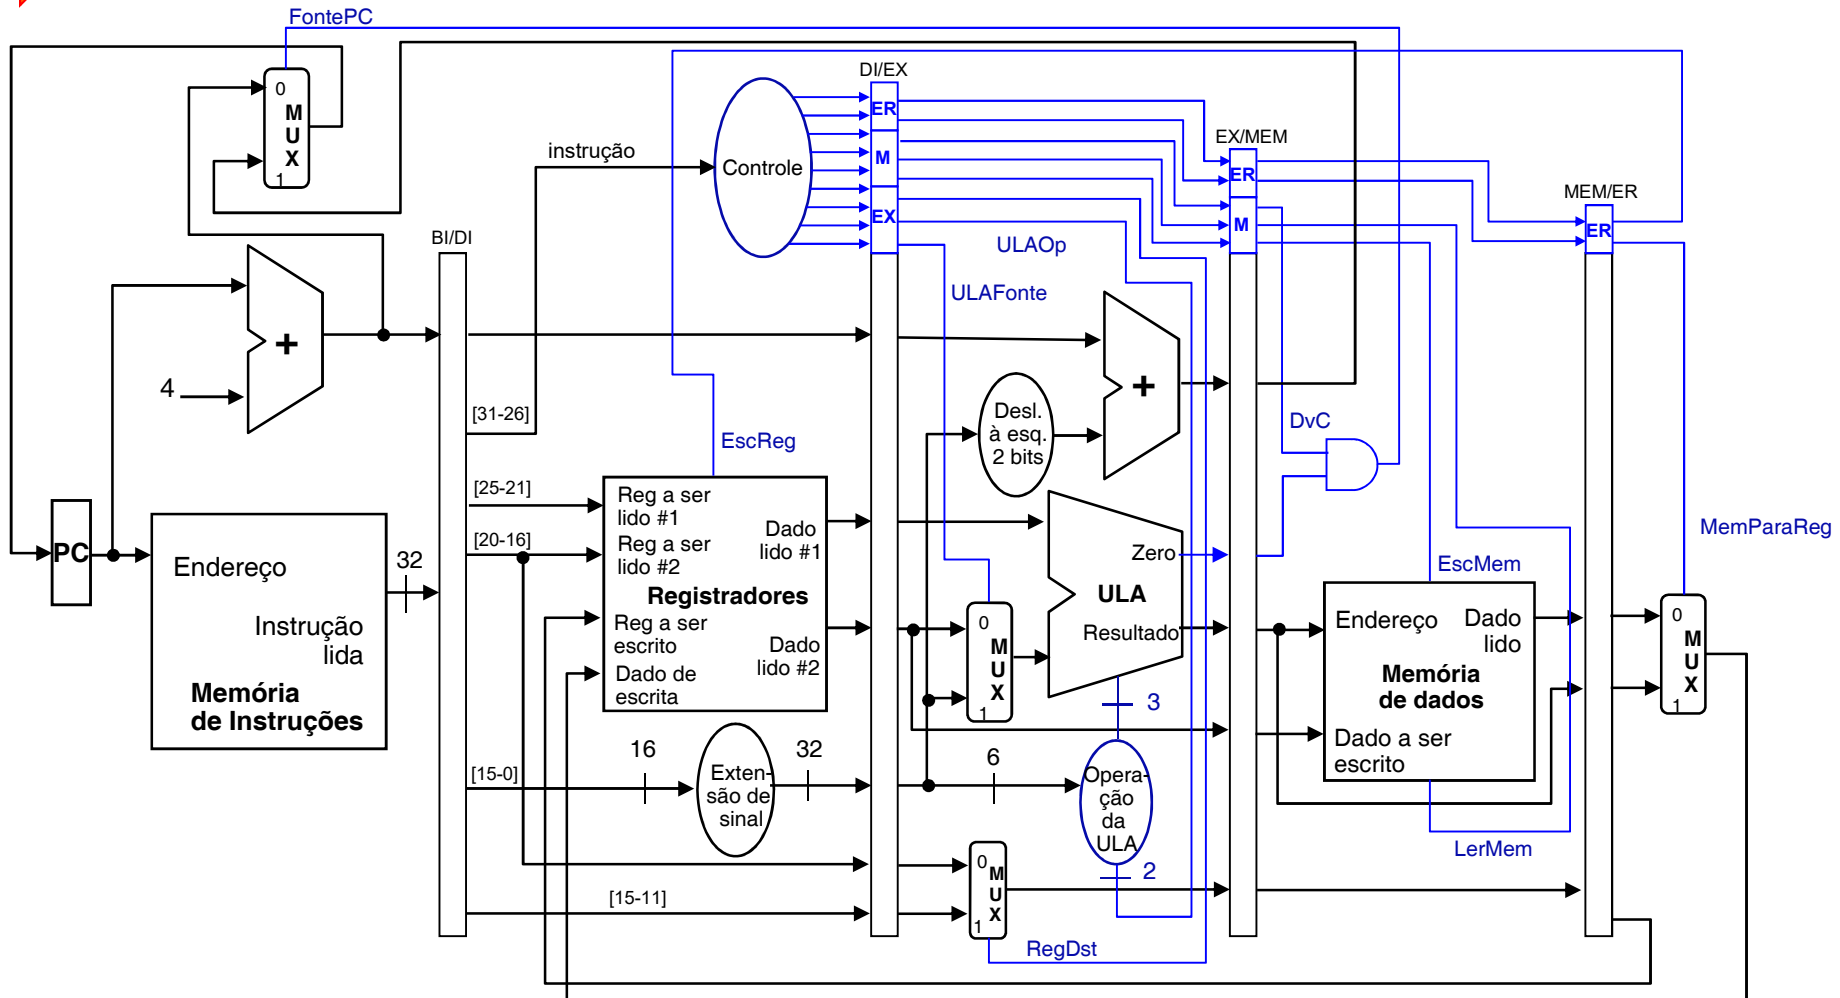 FontePC
0
M
U
X
1
DI/EX
ER
M
EX
Controle
instrução
EX/MEM
ER
M
MEM/ER
ER
BI/DI
ULAOp
ULAFonte
+
4
+
Desl.
à esq.
2 bits
DvC
[31-26]
EscReg
[25-21]
[20-16]
Reg a ser
lido #1
Reg a ser
lido #2
Dado
lido #1
Registradores
Reg a ser
escrito
Dado
lido #2
Dado de
escrita
PC
Endereço
Instrução
lida
Memória
de Instruções
32
Zero
ULA
Resultado
0
M
U
X
1
3
EscMem
MemParaReg
Endereço
Dado
lido
Memória
de dados
Dado a ser
escrito
0
M
U
X
1
[15-0]
16
Exten-
são de
sinal
32
6
Opera-
ção
da
ULA
2
LerMem
[15-11]
0
M
U
X
1
RegDst